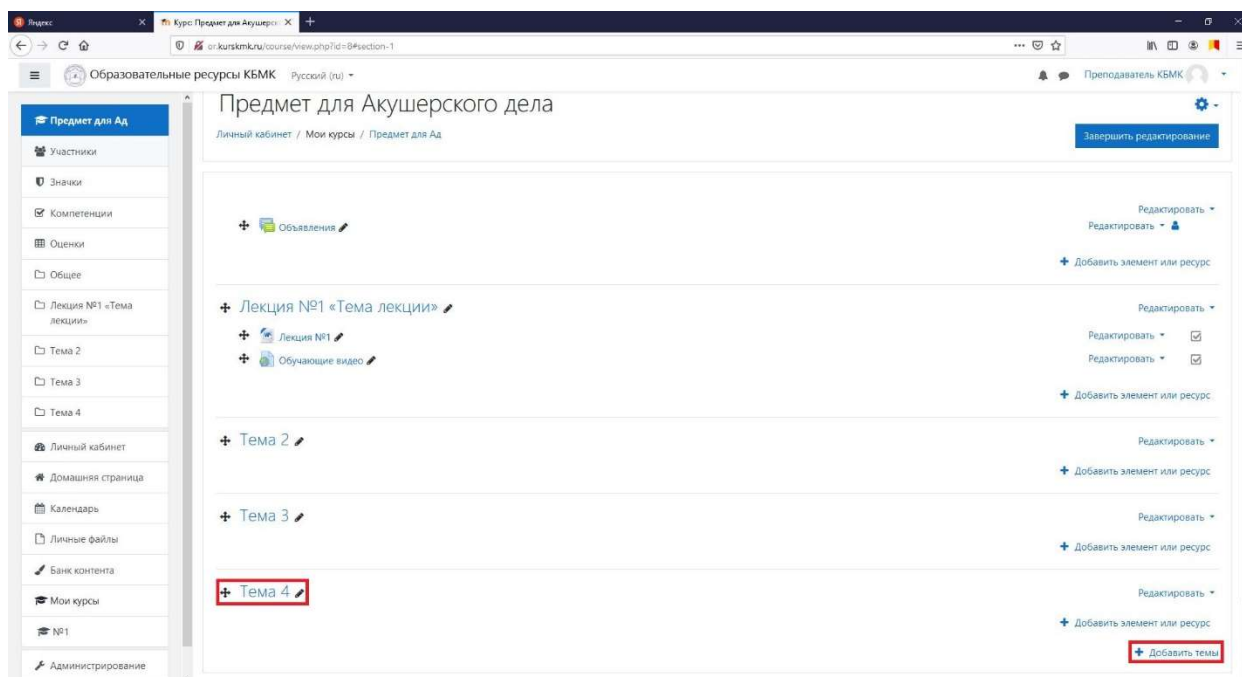 Яндекс
Курс: Предмет для Акушерск
or.kurskmk.ru/course/view.php?id=8#section-1
Образовательные ресурсы КБМК Русский (ru)
Преподаватель КБМК
Предмет для Ад
Участники
Значки
Компетенции
Оценки
Общее
Лекция №1 «Тема
лекции»
Тема 2
Тема 3
Тема 4
Личный кабинет
Домашняя страница
Календарь
Личные файлы
Банк контента
Мои курсы
№1
Администрирование
Предмет для Акушерского дела
Личный кабинет / Мои курсы / Предмет для Ад
Завершить редактирование
Редактировать
Объявления Редактировать
Добавить элемент или ресурс
Лекция №1 «Тема лекции» Редактировать
Лекция №1 Редактировать
Обучающие видео Редактировать
Добавить элемент или ресурс
Тема 2 Редактировать
Добавить элемент или ресурс
Тема 3 Редактировать
Добавить элемент или ресурс
Тема 4 Редактировать
Добавить элемент или ресурс
Добавить темы